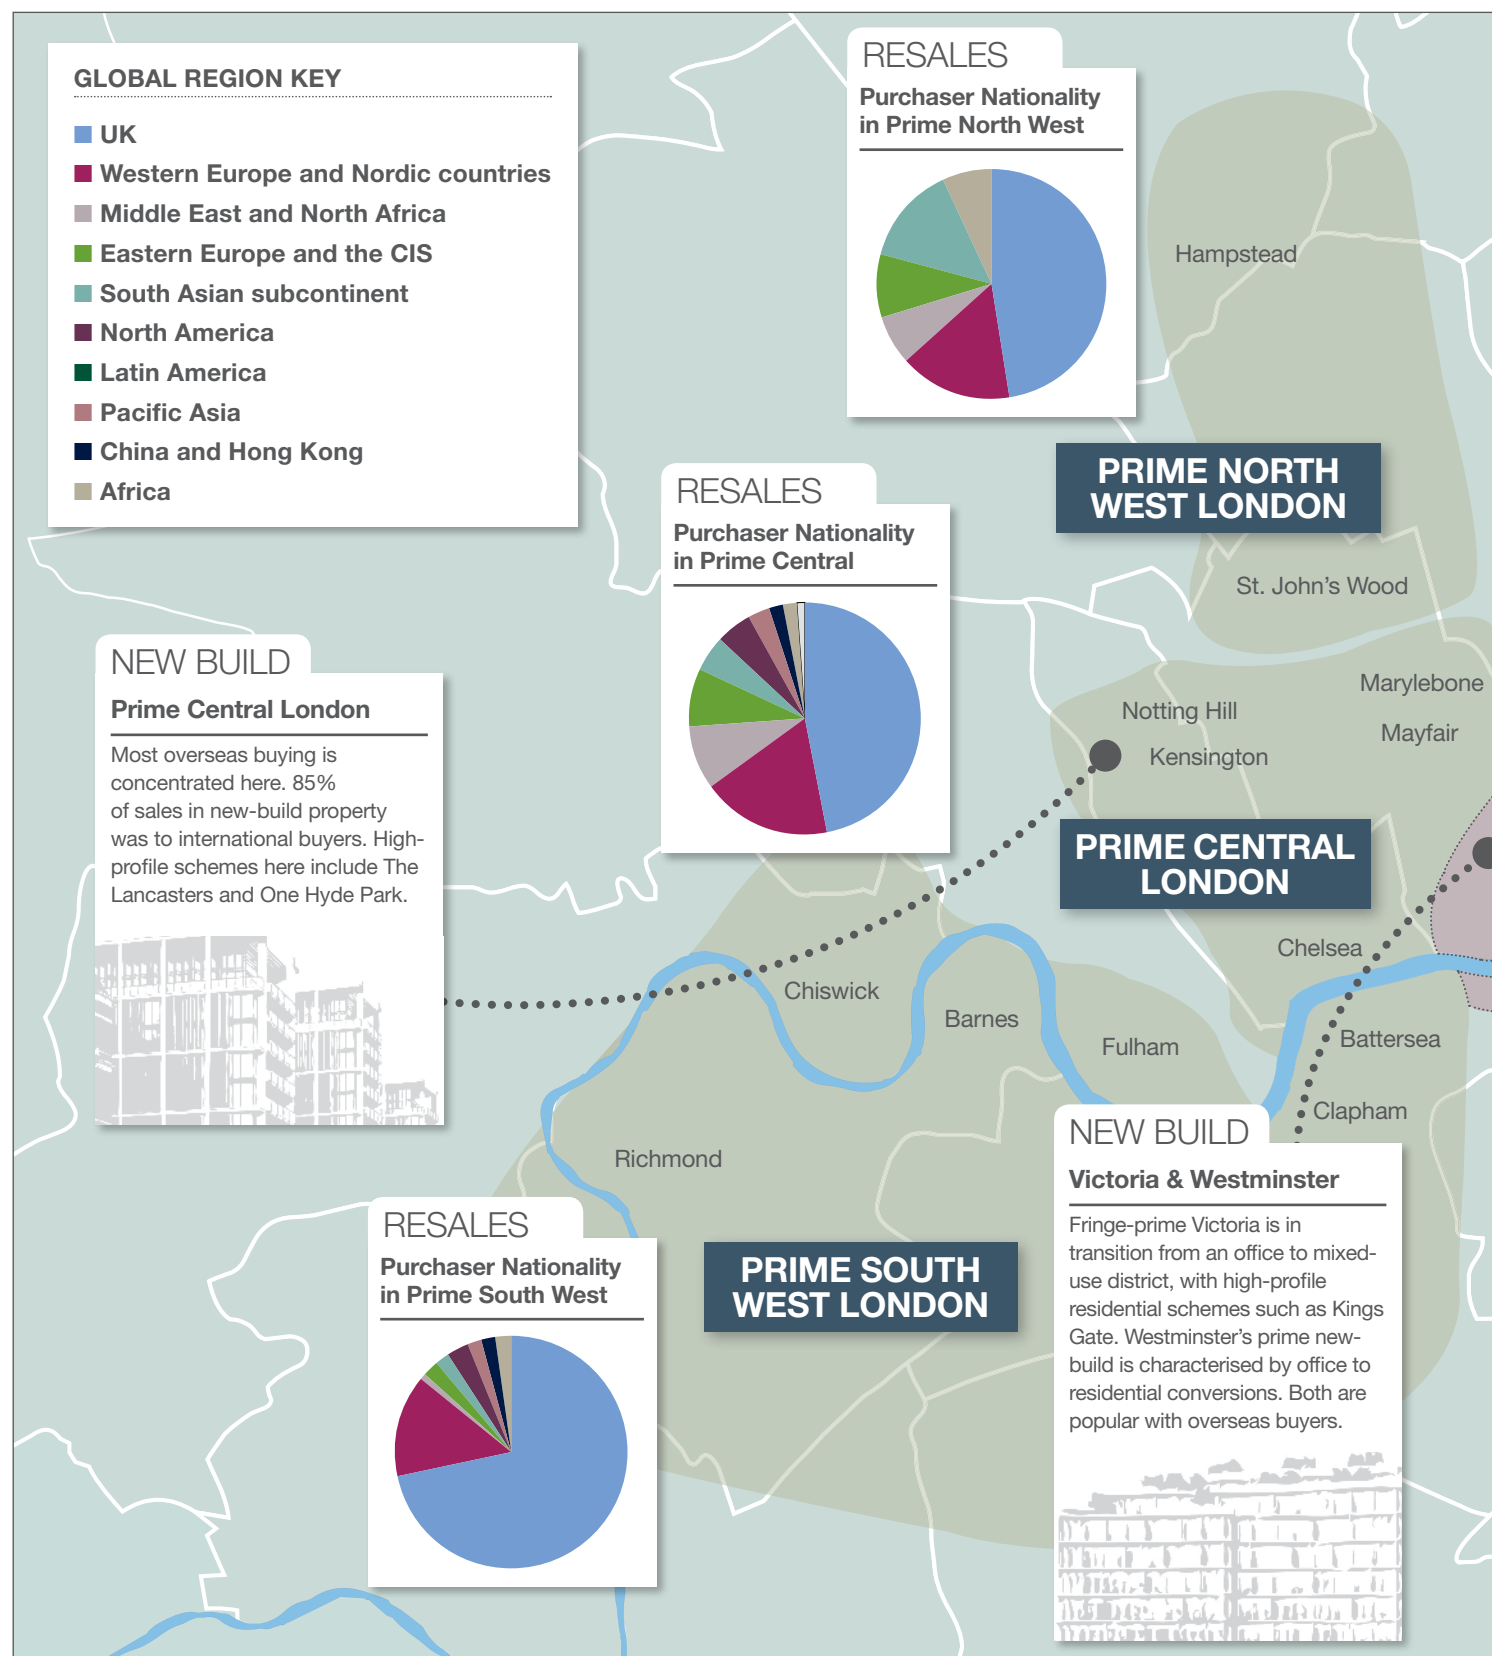 GLOBAL REGION KEY
UK
Western Europe and Nordic countries
Middle East and North Africa
Eastern Europe and the CIS
South Asian subcontinent
North America
Latin America
Pacific Asia
China and Hong Kong
Africa
RESALES
Purchaser Nationality
in Prime North West
Hampstead
PRIME NORTH
WEST LONDON
St. John’s Wood
RESALES
Purchaser Nationality
in Prime Central
NEW BUILD
Prime Central London
Most overseas buying is
concentrated here. 85%
of sales in new-build property
was to international buyers. High-
profile schemes here include The
Lancasters and One Hyde Park.
Marylebone
Notting Hill
Mayfair
Kensington
PRIME CENTRAL
LONDON
Chelsea
Chiswick
Barnes
Fulham
Battersea
Clapham
Richmond
NEW BUILD
Victoria & Westminster
Fringe-prime Victoria is in
transition from an office to mixed-
use district, with high-profile
residential schemes such as Kings
Gate. Westminster’s prime new-
build is characterised by office to
residential conversions. Both are
popular with overseas buyers.
RESALES
Purchaser Nationality
in Prime South West
PRIME SOUTH
WEST LONDON